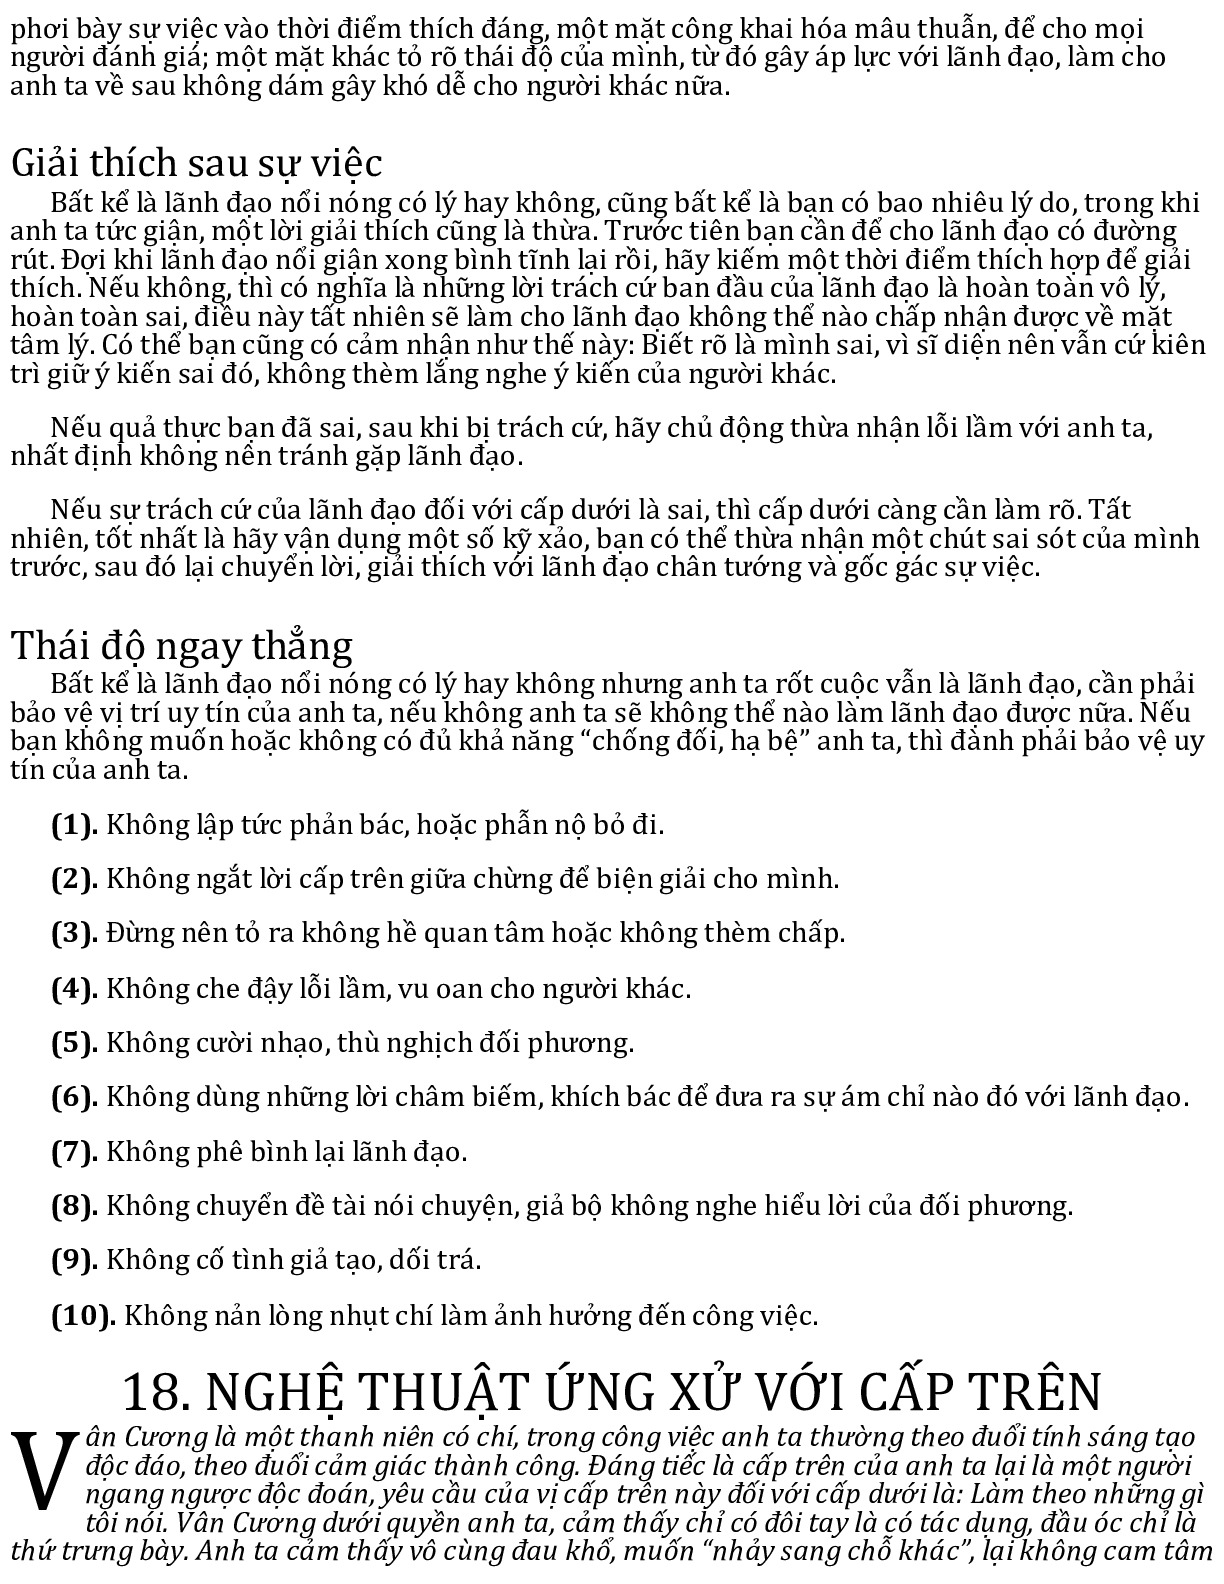 phơi bày sự việc vào thời điểm thích đáng, một mặt công khai hóa mâu thuẫn, để cho mọi
người đánh giá; một mặt khác tỏ rõ thái độ của mình, từ đó gây áp lực với lãnh đạo, làm cho
anh ta về sau không dám gây khó dễ cho người khác nữa.
Giải thích sau sự việc
Bất kể là lãnh đạo nổi nóng có lý hay không, cũng bất kể là bạn có bao nhiêu lý do, trong khi
anh ta tức giận, một lời giải thích cũng là thừa. Trước tiên bạn cần để cho lãnh đạo có đường
rút. Đợi khi lãnh đạo nổi giận xong bình tĩnh lại rồi, hãy kiếm một thời điểm thích hợp để giải
thích. Nếu không, thì có nghĩa là những lời trách cứ ban đầu của lãnh đạo là hoàn toàn vô lý,
hoàn toàn sai, điều này tất nhiên sẽ làm cho lãnh đạo không thể nào chấp nhận được về mặt
tâm lý. Có thể bạn cũng có cảm nhận như thế này: Biết rõ là mình sai, vì sĩ diện nên vẫn cứ kiên
trì giữ ý kiến sai đó, không thèm lắng nghe ý kiến của người khác.
Nếu quả thực bạn đã sai, sau khi bị trách cứ, hãy chủ động thừa nhận lỗi lầm với anh ta,
nhất định không nên tránh gặp lãnh đạo.
Nếu sự trách cứ của lãnh đạo đối với cấp dưới là sai, thì cấp dưới càng cần làm rõ. Tất
nhiên, tốt nhất là hãy vận dụng một số kỹ xảo, bạn có thể thừa nhận một chút sai sót của mình
trước, sau đó lại chuyển lời, giải thích với lãnh đạo chân tướng và gốc gác sự việc.
Thái độ ngay thẳng
Bất kể là lãnh đạo nổi nóng có lý hay không nhưng anh ta rốt cuộc vẫn là lãnh đạo, cần phải
bảo vệ vị trí uy tín của anh ta, nếu không anh ta sẽ không thể nào làm lãnh đạo được nữa. Nếu
bạn không muốn hoặc không có đủ khả năng “chống đối, hạ bệ” anh ta, thì đành phải bảo vệ uy
tín của anh ta.
(1). Không lập tức phản bác, hoặc phẫn nộ bỏ đi.
(2). Không ngắt lời cấp trên giữa chừng để biện giải cho mình.
(3). Đừng nên tỏ ra không hề quan tâm hoặc không thèm chấp.
(4). Không che đậy lỗi lầm, vu oan cho người khác.
(5). Không cười nhạo, thù nghịch đối phương.
(6). Không dùng những lời châm biếm, khích bác để đưa ra sự ám chỉ nào đó với lãnh đạo.
(7). Không phê bình lại lãnh đạo.
(8). Không chuyển đề tài nói chuyện, giả bộ không nghe hiểu lời của đối phương.
(9). Không cố tình giả tạo, dối trá.
(10). Không nản lòng nhụt chí làm ảnh hưởng đến công việc.
18. NGHỆ THUẬT ỨNG XỬ VỚI CẤP TRÊN
Vân Cương là một thanh niên có chí, trong công việc anh ta thường theo đuổi tính sáng tạo
độc đáo, theo đuổi cảm giác thành công. Đáng tiếc là cấp trên của anh ta lại là một người
ngang ngược độc đoán, yêu cầu của vị cấp trên này đối với cấp dưới là: Làm theo những gì
tôi nói. Vân Cương dưới quyền anh ta, cảm thấy chỉ có đôi tay là có tác dụng, đầu óc chỉ là
thứ trưng bày. Anh ta cảm thấy vô cùng đau khổ, muốn “nhảy sang chỗ khác”, lại không cam tâm